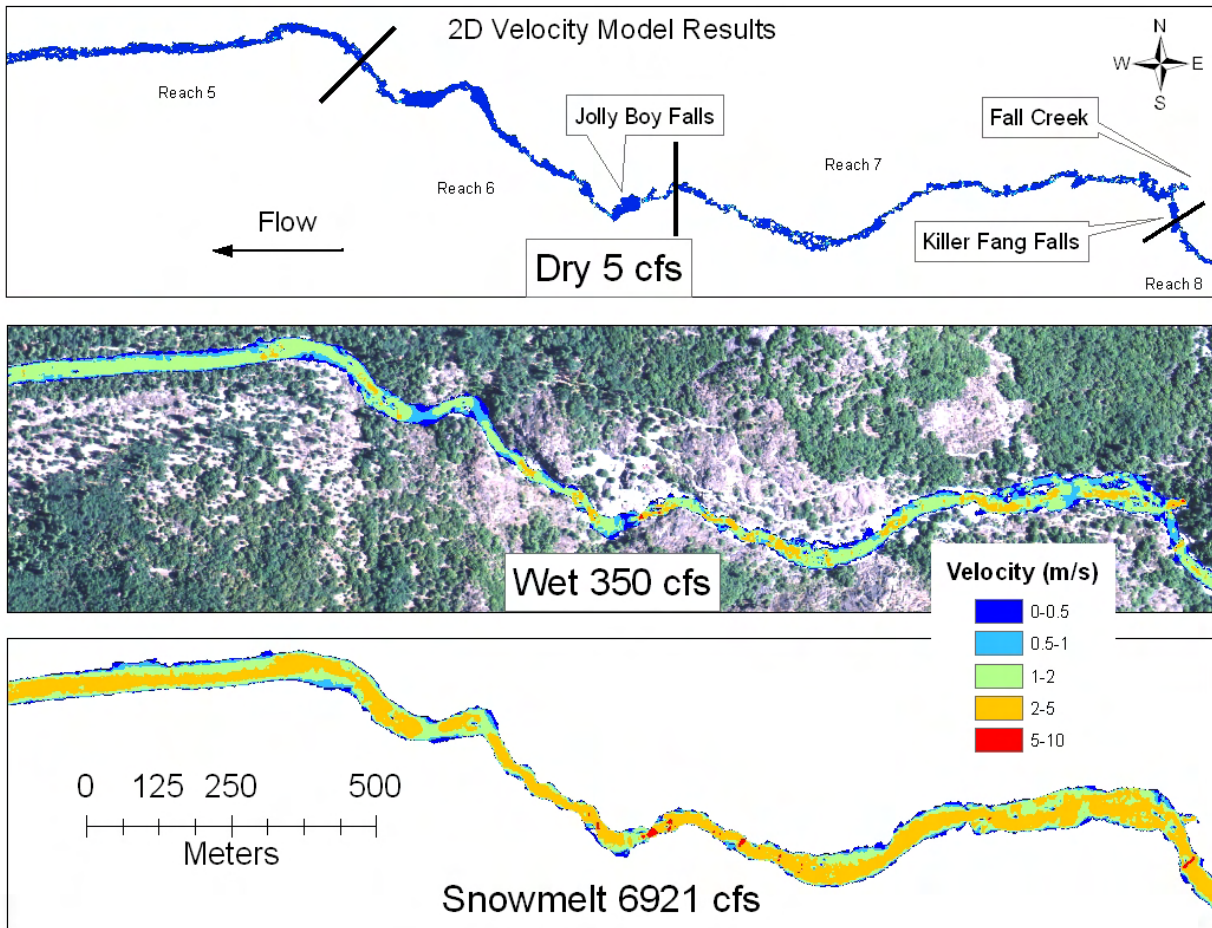 2D Velocity Model Results
N
W E
S
Reach 5
Jolly Boy Falls
Fall Creek
Reach 7
Reach 6
Flow
Killer Fang Falls
Dry 5 cfs
Reach 8
Wet 350 cfs
Velocity (m/s)
0-0.5
0.5-1
1-2
2-5
5-10
0 125 250 500
Meters
Snowmelt 6921 cfs